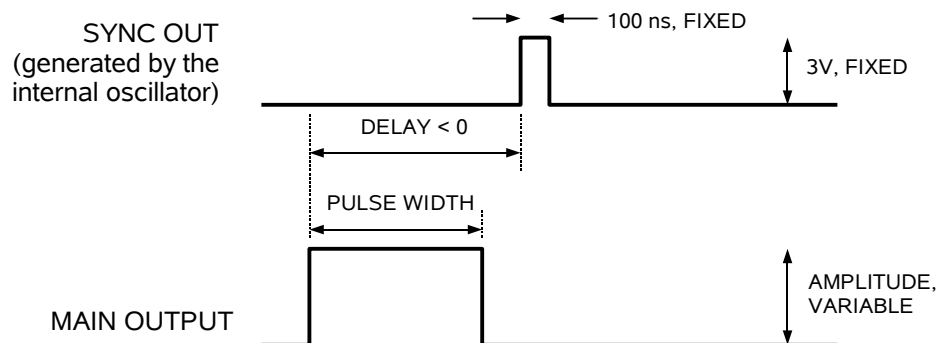 100 ns, FIXED
SYNC OUT
(generated by the
internal oscillator)
3V, FIXED
DELAY < 0
PULSE WIDTH
AMPLITUDE,
VARIABLE
MAIN OUTPUT